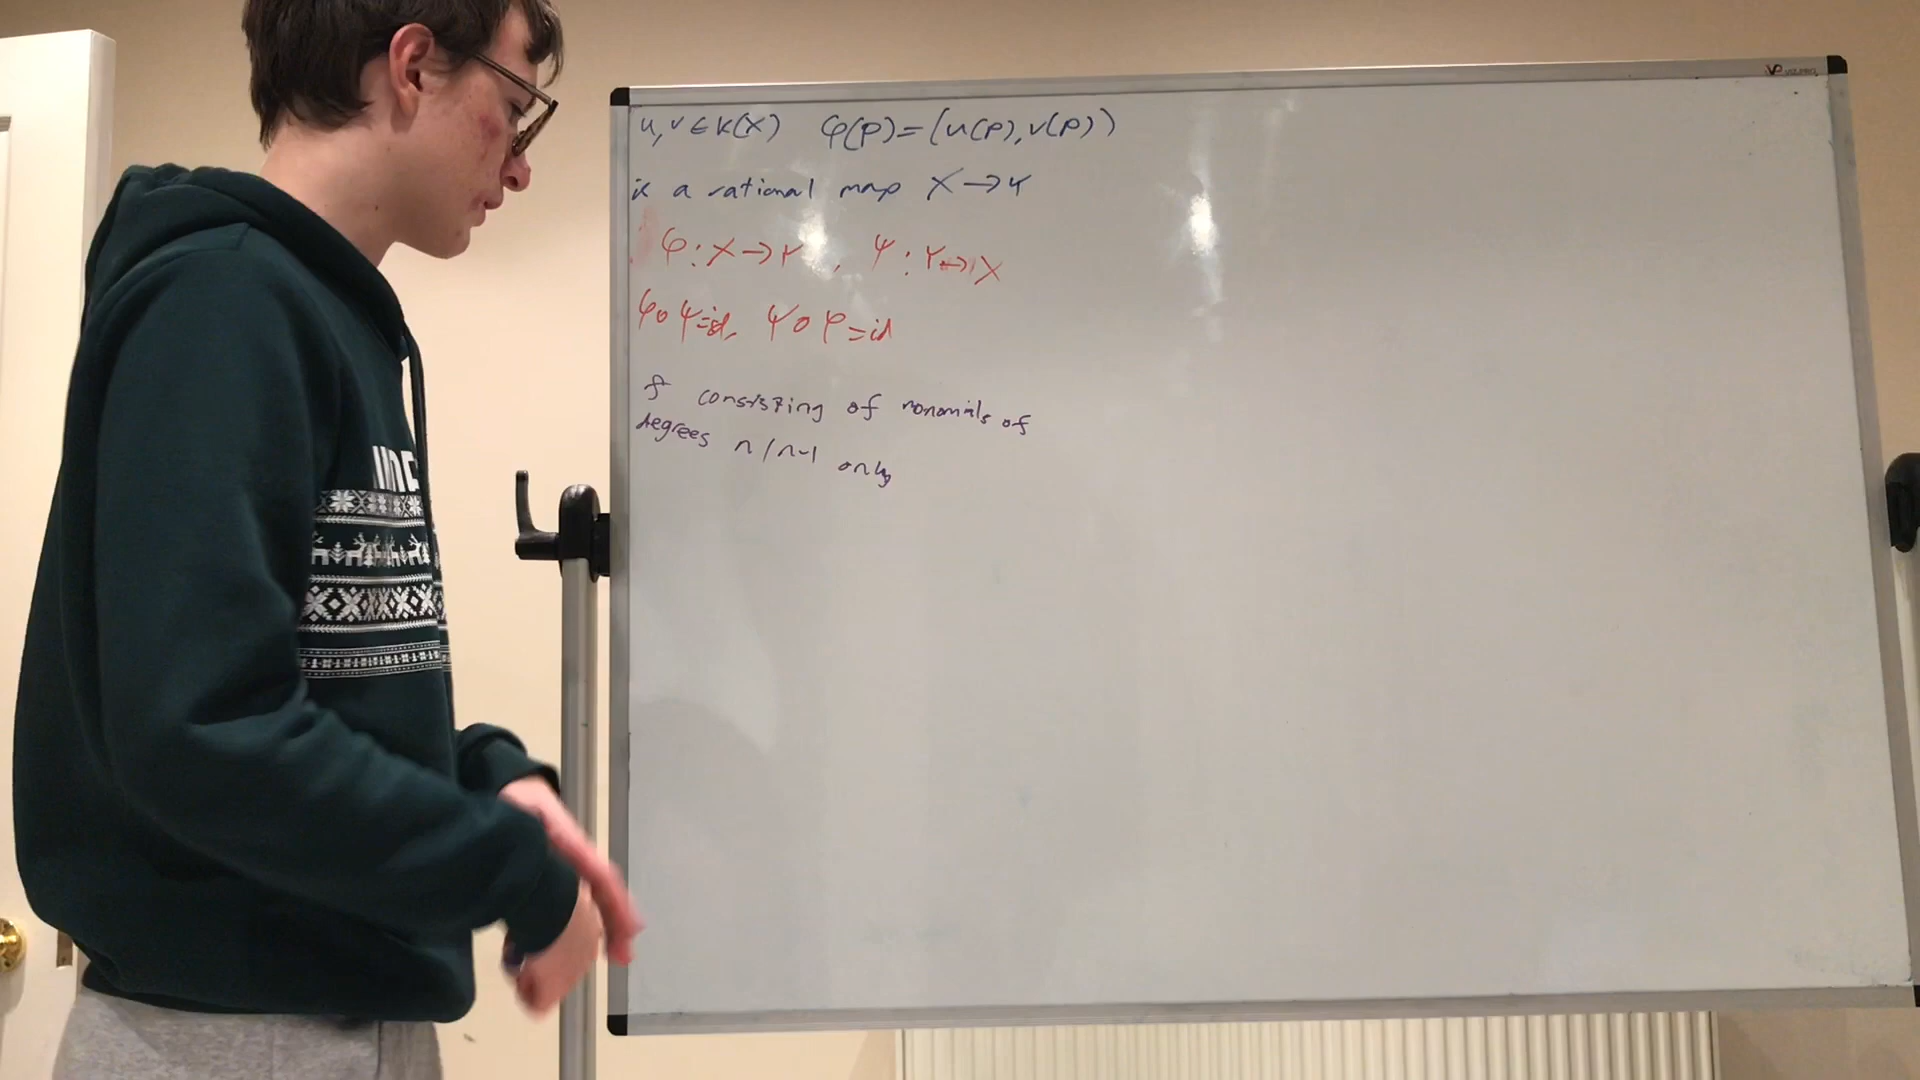 u, v ∈ k(X) φ(p)=(u(p),v(p))
is a rational map X→Y
φ:X→Y, ψ:Y→X
φ∘ψ=id, ψ∘φ=id
f consisting of monomials of
degrees n/n-1 only